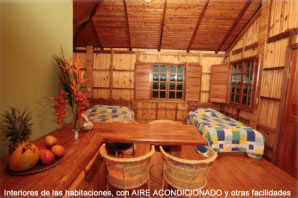 Interiores de las habitaciones, con AIRE ACONDICIONADO y otras facilidades